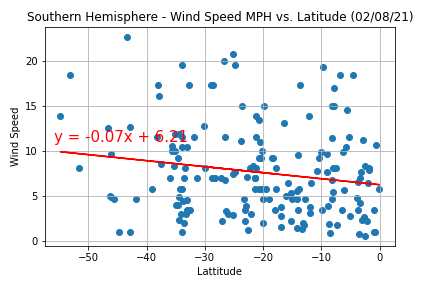 Southern Hemisphere - Wind Speed MPH vs. Latitude (02/08/21)
Wind Speed
20
15
10
5
0
y = -0.07x + 6.21
−50
−40
−30
−20
−10
0
Lattitude